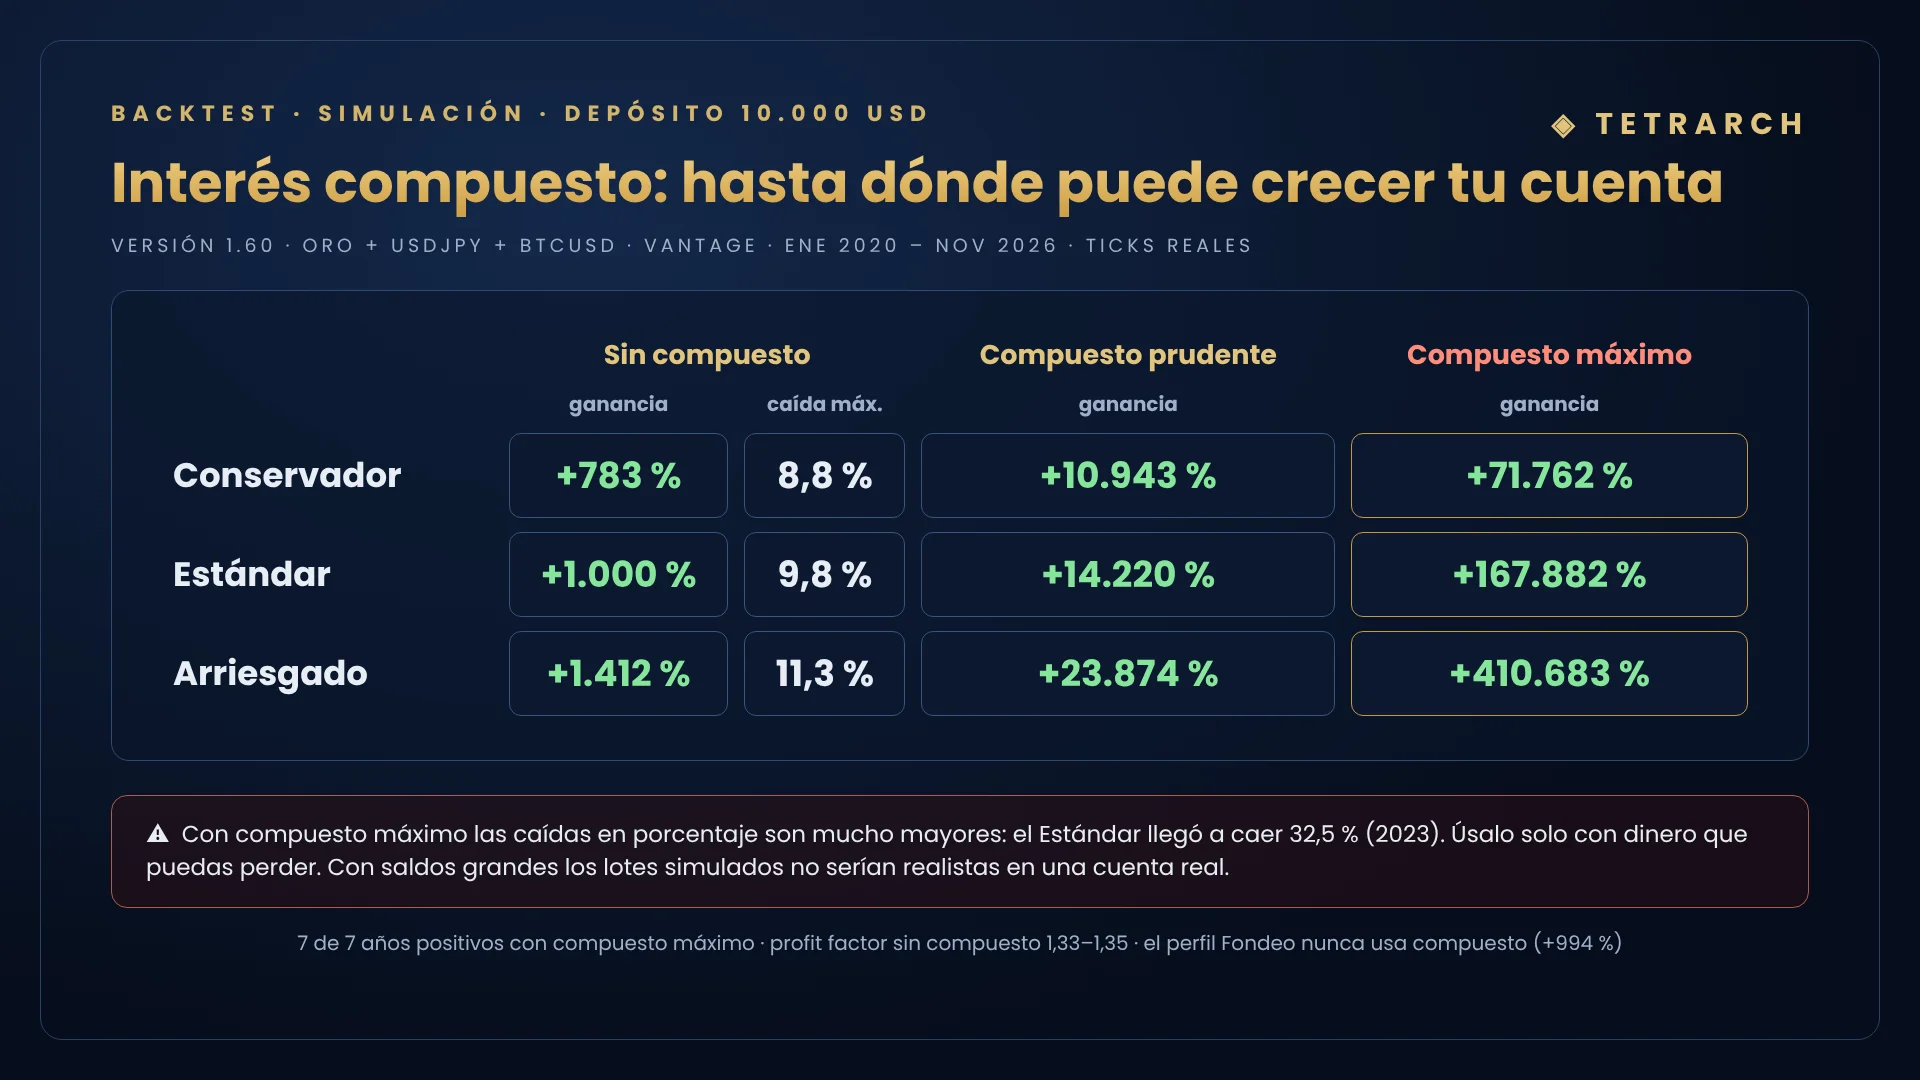 BACKTEST · SIMULACIÓN · DEPÓSITO 10.000 USD
◈ TETRARCH
Interés compuesto: hasta dónde puede crecer tu cuenta
VERSIÓN 1.60 · ORO + USDJPY + BTCUSD · VANTAGE · ENE 2020 – NOV 2026 · TICKS REALES
Sin compuesto Compuesto prudente Compuesto máximo
ganancia caída máx. ganancia ganancia
Conservador +783 % 8,8 % +10.943 % +71.762 %
Estándar +1.000 % 9,8 % +14.220 % +167.882 %
Arriesgado +1.412 % 11,3 % +23.874 % +410.683 %
⚠ Con compuesto máximo las caídas en porcentaje son mucho mayores: el Estándar llegó a caer 32,5 % (2023). Úsalo solo con dinero que
puedas perder. Con saldos grandes los lotes simulados no serían realistas en una cuenta real.
7 de 7 años positivos con compuesto máximo · profit factor sin compuesto 1,33–1,35 · el perfil Fondeo nunca usa compuesto (+994 %)